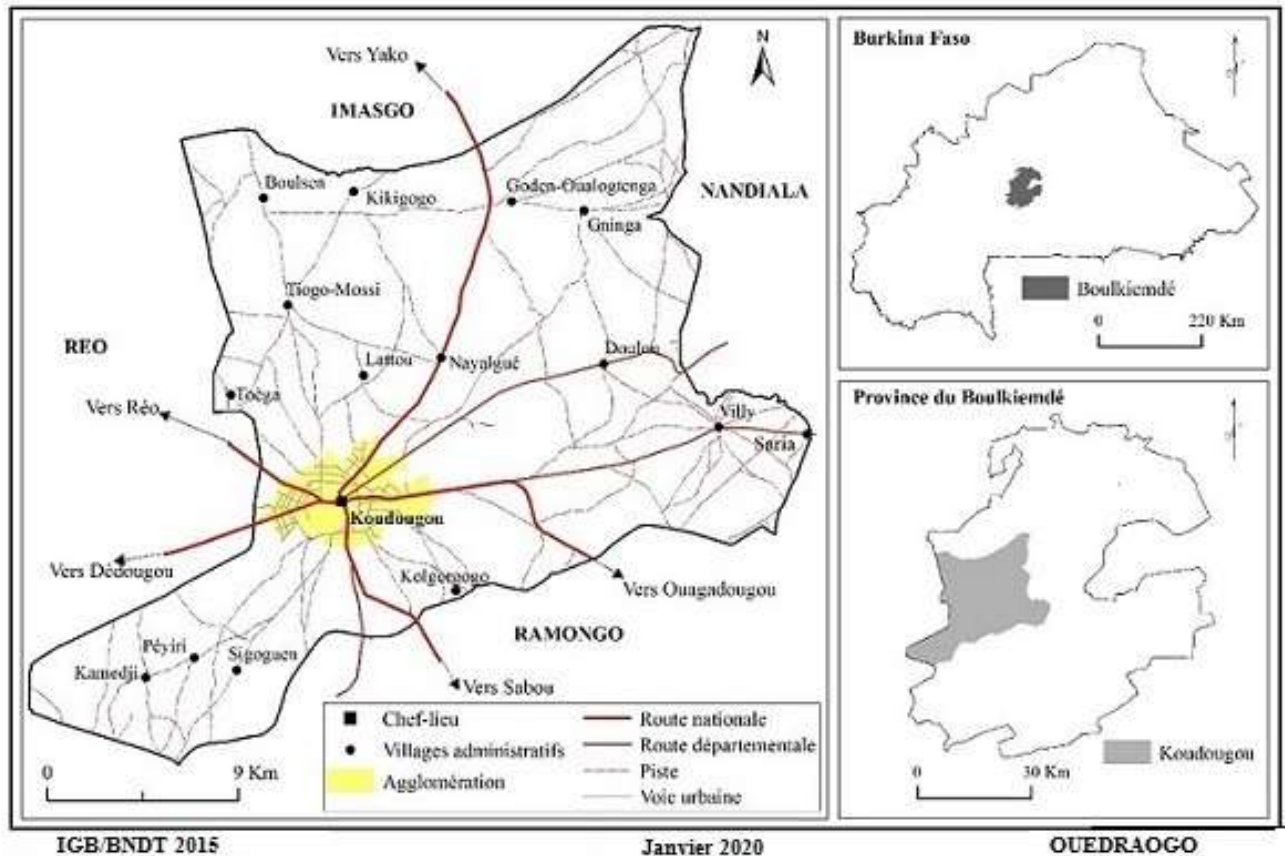 Vers Yako
N
IMASGO
Boulsen
Kikigogo
Goden-Oualogtenga
NANDIALA
Gninga
Tiogo-Mossi
REO
Lattou
Nayalgué
Doulou
Toèga
Vers Réo
Villy
Saria
Koudougou
Vers Dédougou
Kolgorogo
Vers Ouagadougou
RAMONGO
Péyiri
Kamedji
Sigoguen
Vers Sabou
Chef-lieu
Villages administratifs
Agglomération
Route nationale
Route départementale
Piste
Voie urbaine
0 9 Km
Burkina Faso
Boulkiemdé
0 220 Km
Province du Boulkiemdé
Koudougou
0 30 Km
IGB/BNDT 2015 Janvier 2020 OUEDRAOGO